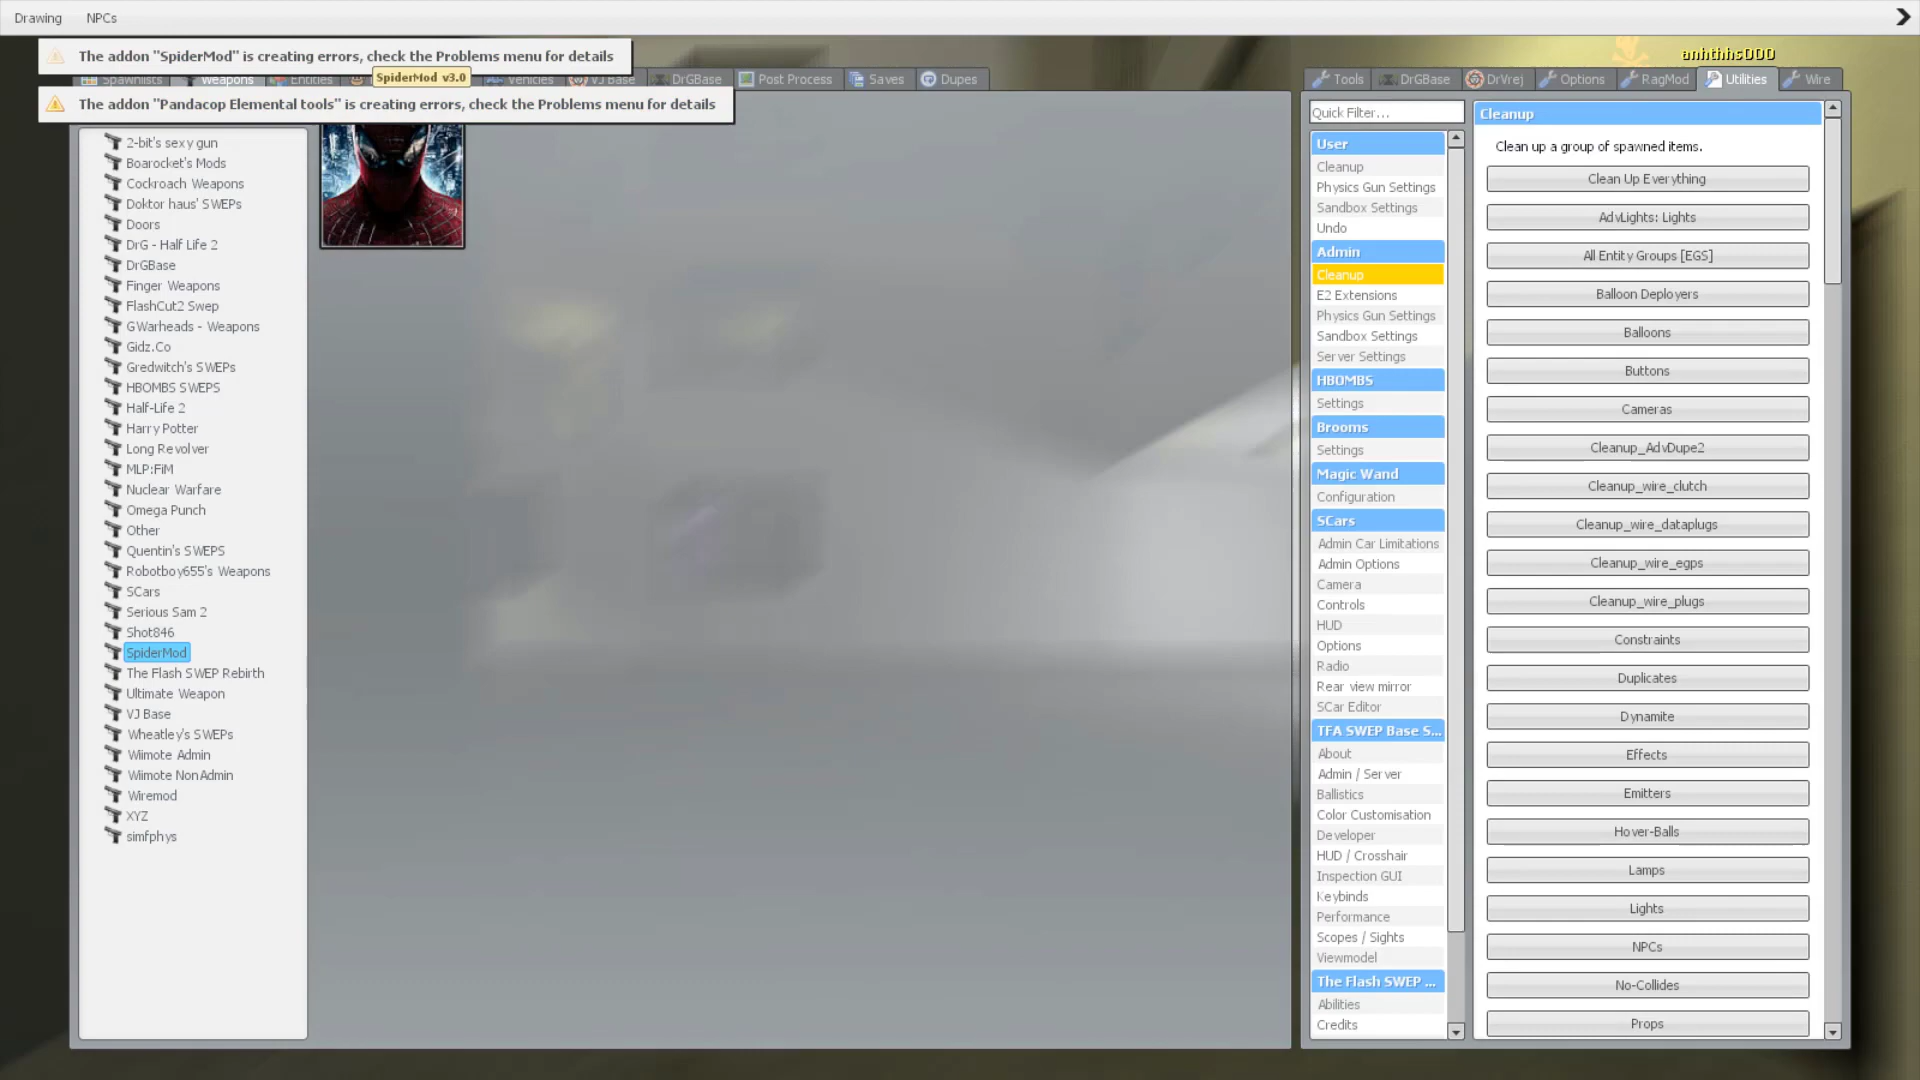 Drawing NPCs
The addon "SpiderMod" is creating errors, check the Problems menu for details
SpiderMod v3.0
The addon "Pandacop Elemental tools" is creating errors, check the Problems menu for details
anhthhs000
Spawnlists Weapons Entities Vehicles VJ Base DrGBase Post Process Saves Dupes
2-bit's sexy gun
Boarocket's Mods
Cockroach Weapons
Doktor haus' SWEPs
Doors
DrG - Half Life 2
DrGBase
Finger Weapons
FlashCut2 Swep
GWarheads - Weapons
Gidz.Co
Gredwitch's SWEPs
HBOMBS SWEPS
Half-Life 2
Harry Potter
Long Revolver
MLP:FiM
Nuclear Warfare
Omega Punch
Other
Quentin's SWEPS
Robotboy655's Weapons
SCars
Serious Sam 2
Shot846
SpiderMod
The Flash SWEP Rebirth
Ultimate Weapon
VJ Base
Wheatley's SWEPs
Wiimote Admin
Wiimote NonAdmin
Wiremod
XYZ
simfphys
Tools DrGBase DrVrej Options RagMod Utilities Wire
Quick Filter...
User
Cleanup
Physics Gun Settings
Sandbox Settings
Undo
Admin
Cleanup
E2 Extensions
Physics Gun Settings
Sandbox Settings
Server Settings
HBOMBS
Settings
Brooms
Settings
Magic Wand
Configuration
SCars
Admin Car Limitations
Admin Options
Camera
Controls
HUD
Options
Radio
Rear view mirror
SCar Editor
TFA SWEP Base S...
About
Admin / Server
Ballistics
Color Customisation
Developer
HUD / Crosshair
Inspection GUI
Keybinds
Performance
Scopes / Sights
Viewmodel
The Flash SWEP ...
Abilities
Credits
Cleanup
Clean up a group of spawned items.
Clean Up Everything
AdvLights: Lights
All Entity Groups [EGS]
Balloon Deployers
Balloons
Buttons
Cameras
Cleanup_AdvDupe2
Cleanup_wire_clutch
Cleanup_wire_dataplugs
Cleanup_wire_egps
Cleanup_wire_plugs
Constraints
Duplicates
Dynamite
Effects
Emitters
Hover-Balls
Lamps
Lights
NPCs
No-Collides
Props